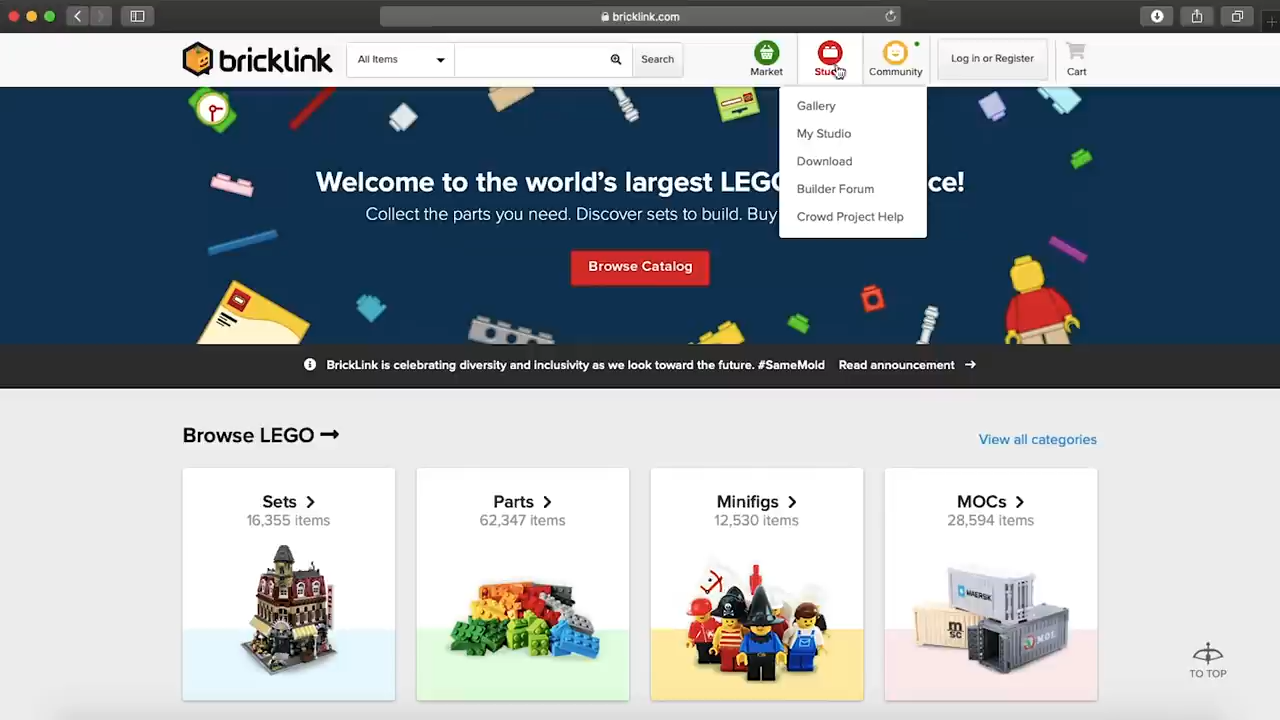 bricklink.com
bricklink
All Items
Search
Market
Community
Log in or Register
Cart
Gallery
My Studio
Download
Builder Forum
Crowd Project Help
Welcome to the world's largest
Collect the parts you need. Discover sets to build. Buy
Browse Catalog
BrickLink is celebrating diversity and inclusivity as we look toward the future. #SameMold Read announcement →
Browse LEGO →
View all categories
Sets >
16,355 items
Parts >
62,347 items
Minifigs >
12,530 items
MOCs >
28,594 items
MAERSK
msc
TO TOP